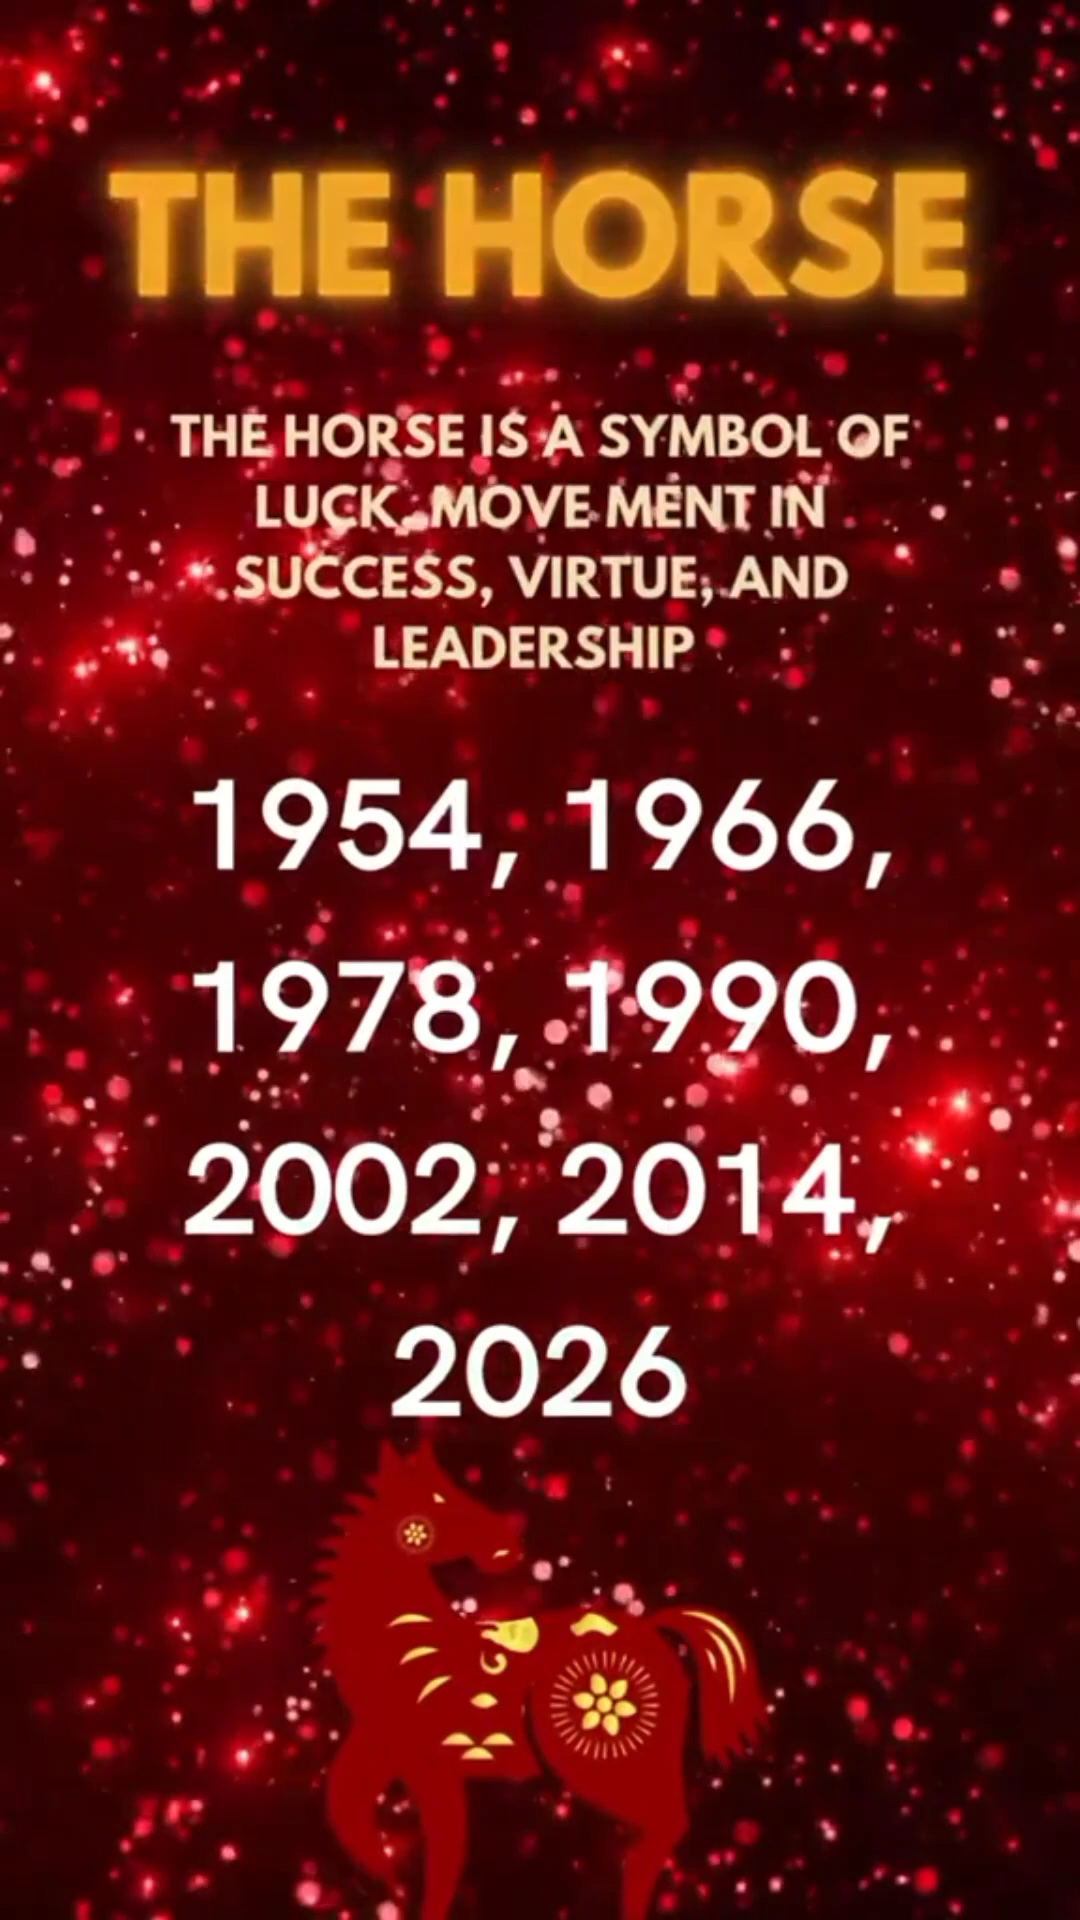 THE HORSE
THE HORSE IS A SYMBOL OF
LUCK, MOVE MENT IN
SUCCESS, VIRTUE, AND
LEADERSHIP
1954, 1966,
1978, 1990,
2002, 2014,
2026